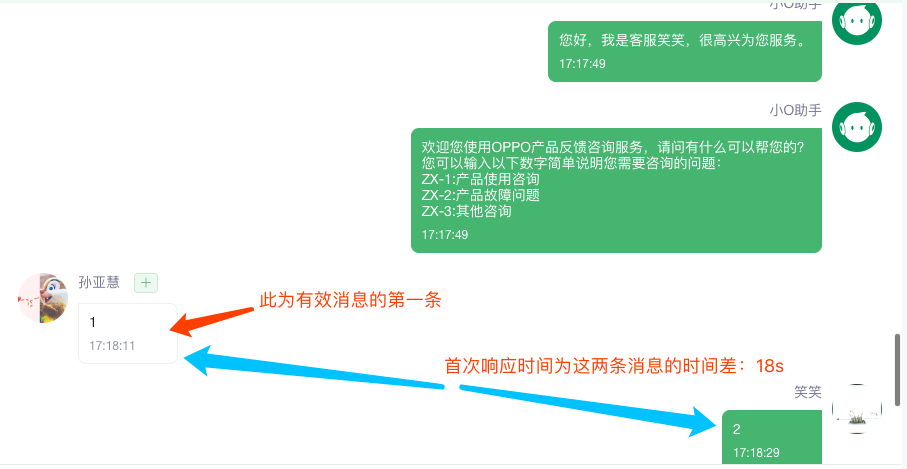 小O助手
您好，我是客服笑笑，很高兴为您服务。
17:17:49
小O助手
欢迎您使用OPPO产品反馈咨询服务，请问有什么可以帮您的?
您可以输入以下数字简单说明您需要咨询的问题：
ZX-1:产品使用咨询
ZX-2:产品故障问题
ZX-3:其他咨询
17:17:49
孙亚慧 +
此为有效消息的第一条
1
17:18:11
首次响应时间为这两条消息的时间差：18s
笑笑
2
17:18:29